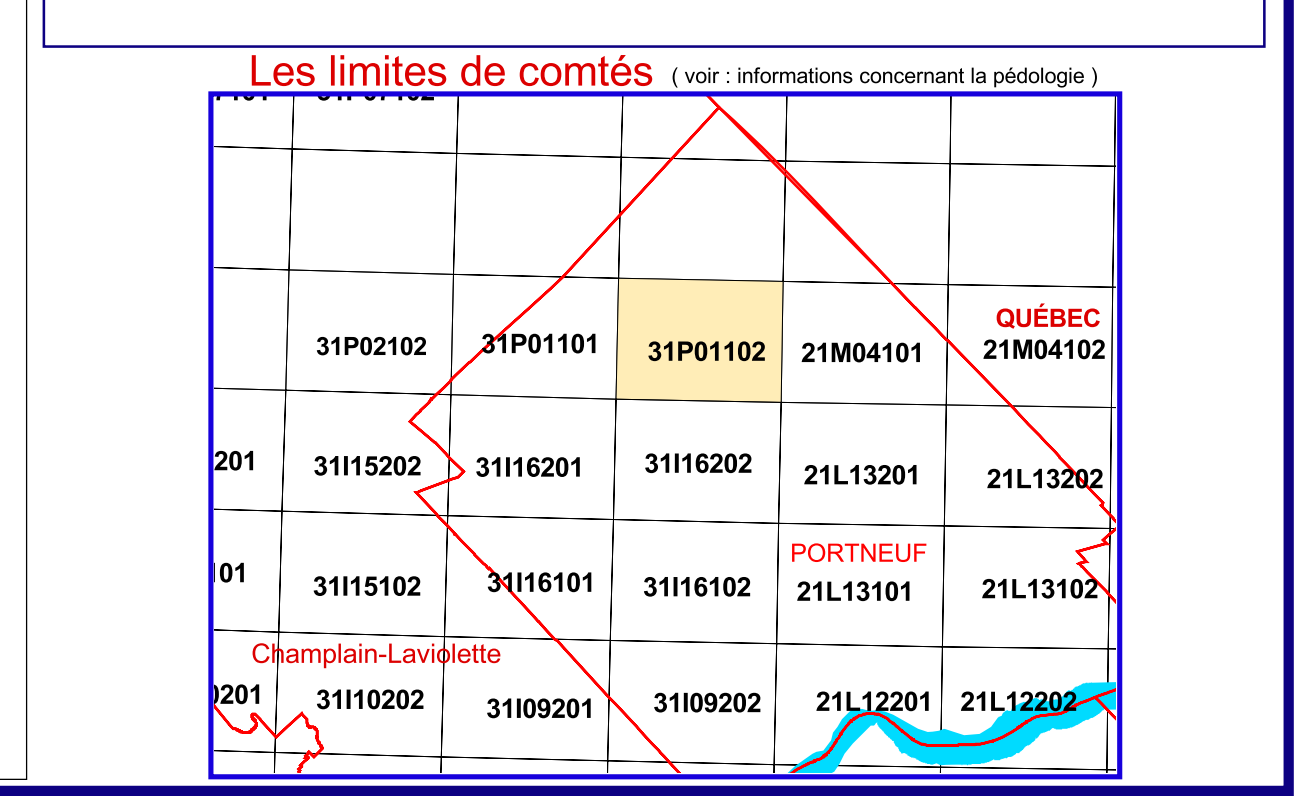 Les limites de comtés ( voir : informations concernant la pédologie )
QUÉBEC
31P02102 31P01101 31P01102 21M04101 21M04102
201 31I15202 31I16201 31I16202 21L13201 21L13202
PORTNEUF
01 31I15102 31I16101 31I16102 21L13101 21L13102
Champlain-Laviolette
0201 31I10202 31I09201 31I09202 21L12201 21L12202